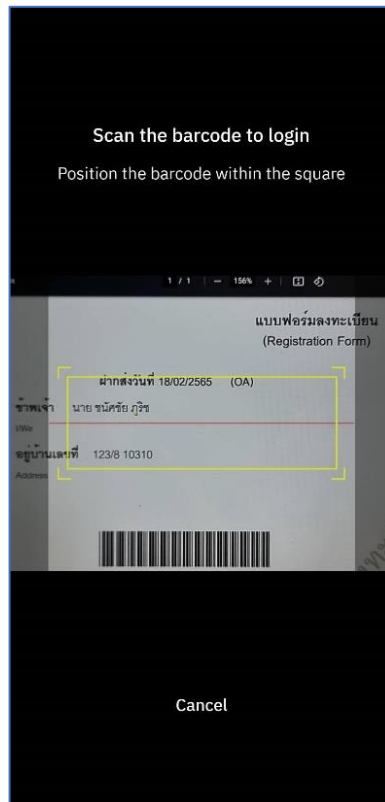 Scan the barcode to login
Position the barcode within the square
1 / 1 | − 156% + |
แบบฟอร์มลงทะเบียน
(Registration Form)
ฝากส่งวันที่ 18/02/2565 (OA)
ข้าพเจ้า นาย ชนัศชัย ภูริช
I/We
อยู่บ้านเลขที่ 123/8 10310
Address
Cancel